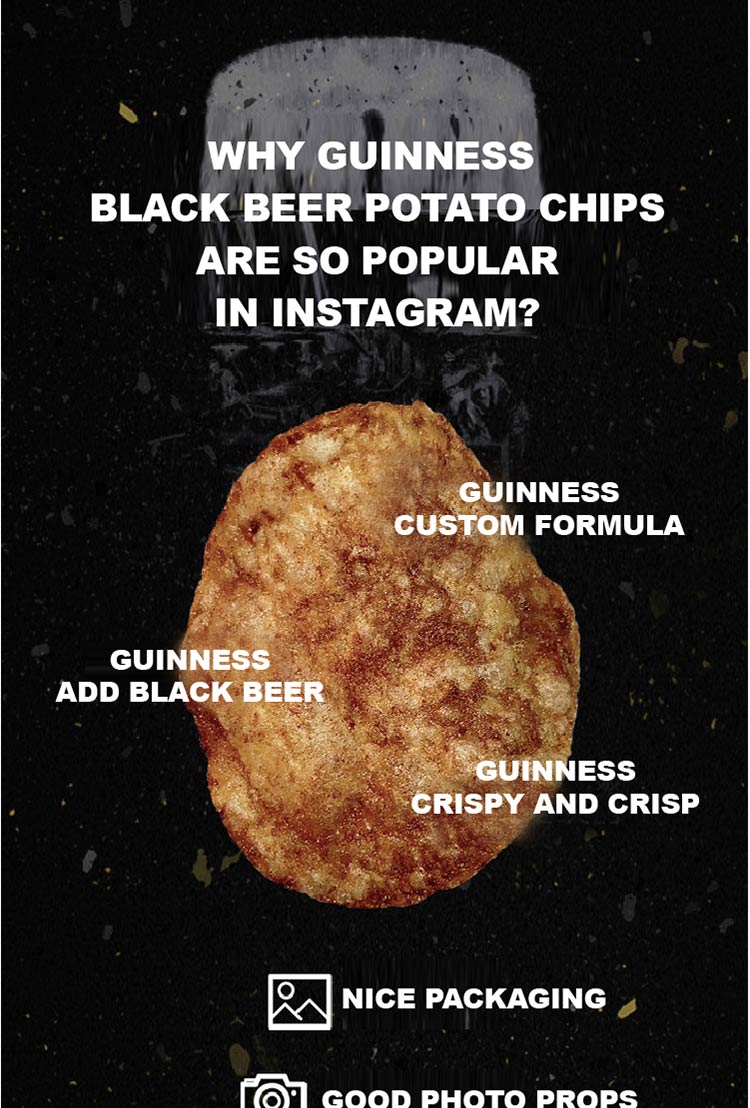 WHY GUINNESS
BLACK BEER POTATO CHIPS
ARE SO POPULAR
IN INSTAGRAM?
GUINNESS
CUSTOM FORMULA
GUINNESS
ADD BLACK BEER
GUINNESS
CRISPY AND CRISP
NICE PACKAGING
GOOD PHOTO PROPS